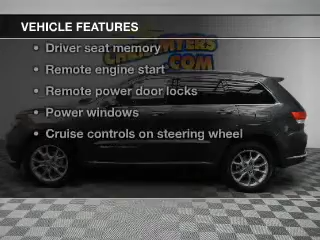 VEHICLE FEATURES
• Driver seat memory
• Remote engine start
• Remote power door locks
• Power windows
• Cruise controls on steering wheel
.COM